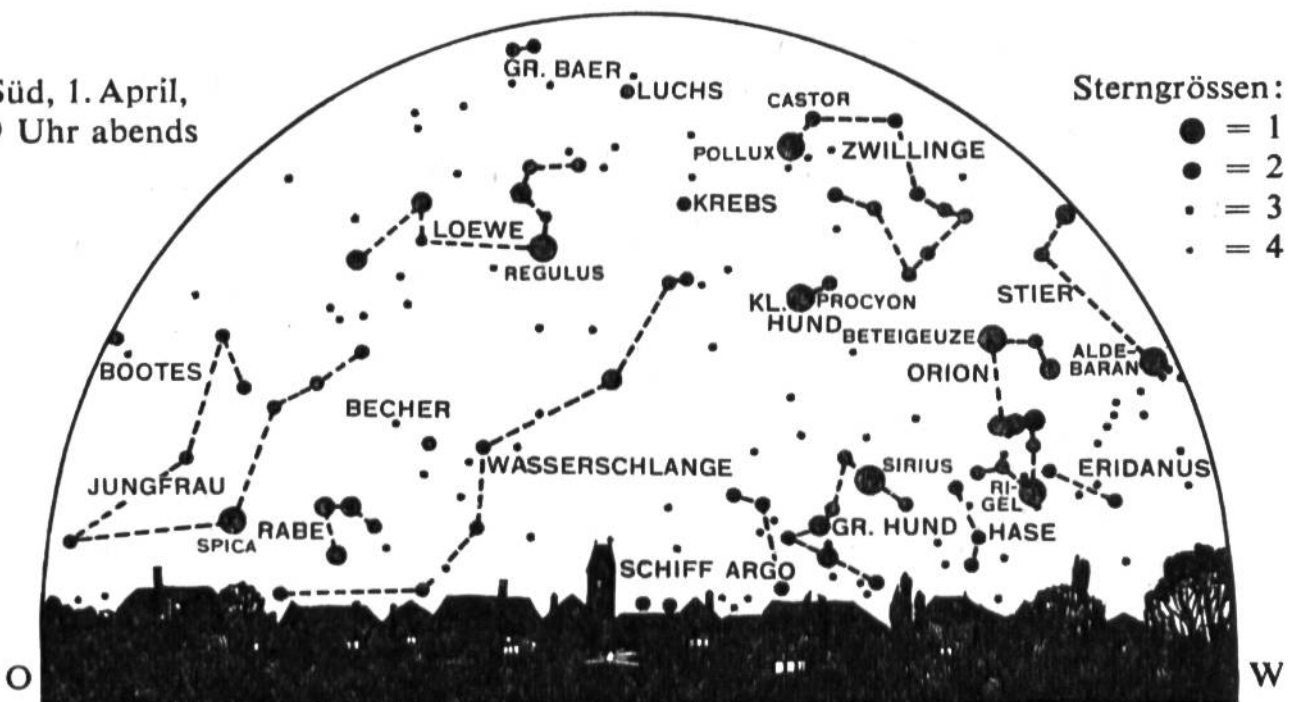 Süd, 1. April,
Uhr abends
Sterngrössen:
= 1
= 2
= 3
= 4
GR. BAER
LUCHS
CASTOR
POLLUX
ZWILLINGE
KREBS
LOEWE
REGULUS
STIER
KL. HUND
PROCYON
BETEIGEUZE
ALDE-
BARAN
ORION
BOOTES
BECHER
WASSERSCHLANGE
SIRIUS
ERIDANUS
JUNGFRAU
RI-
GEL
SPICA
RABE
GR. HUND
HASE
SCHIFF ARGO
O
W